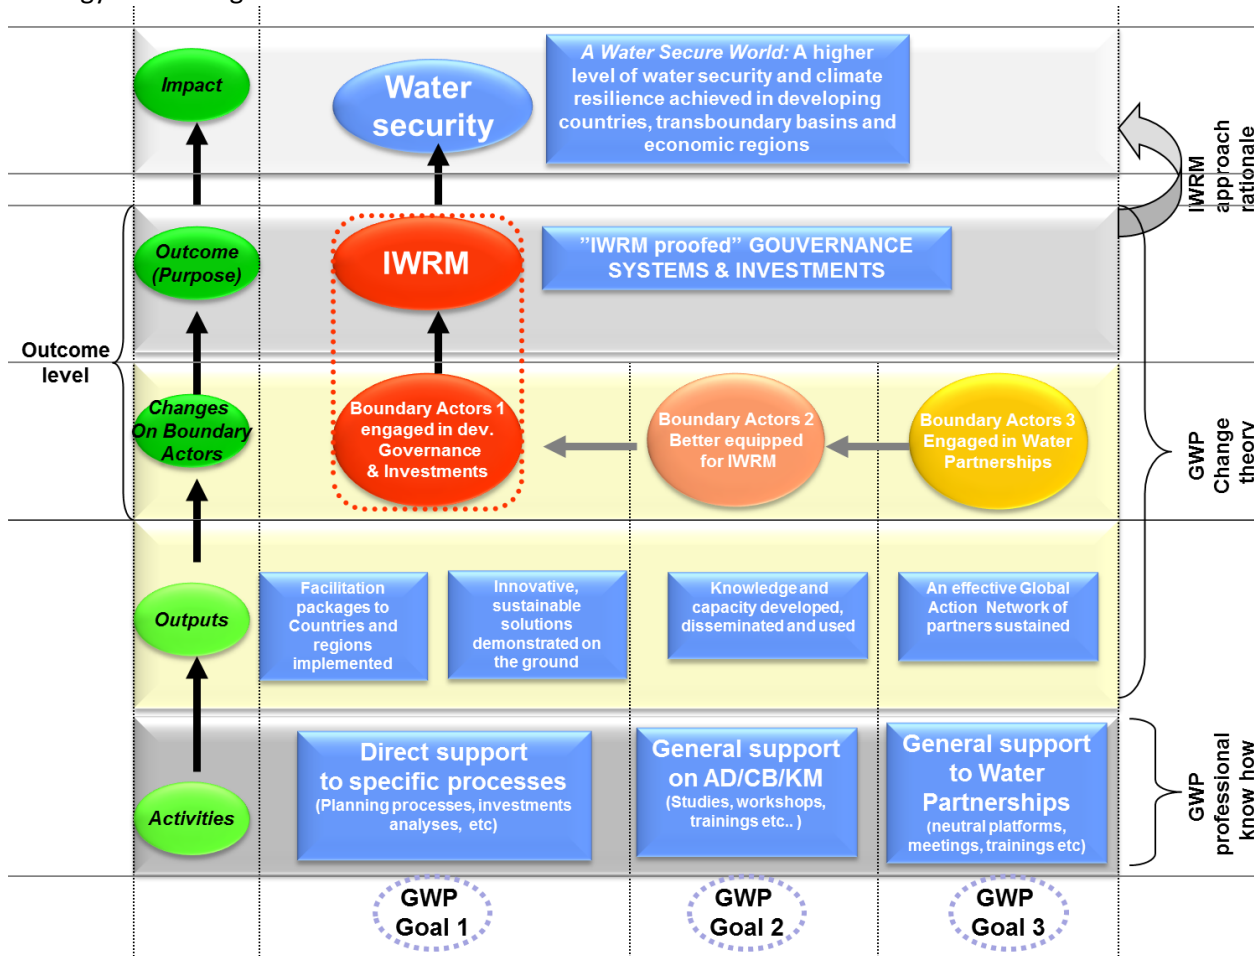 Impact
Water
security
A Water Secure World: A higher
level of water security and climate
resilience achieved in developing
countries, transboundary basins and
economic regions
IWRM
approach
rationale
Outcome
(Purpose)
IWRM
"IWRM proofed" GOUVERNANCE
SYSTEMS & INVESTMENTS
Outcome
level
Changes
On Boundary
Actors
Boundary Actors 1
engaged in dev.
Governance
& Investments
Boundary Actors 2
Better equipped
for IWRM
Boundary Actors 3
Engaged in Water
Partnerships
GWP
Change
theory
Outputs
Facilitation
packages to
Countries and
regions
implemented
Innovative,
sustainable
solutions
demonstrated on
the ground
Knowledge and
capacity developed,
disseminated and used
An effective Global
Action Network of
partners sustained
Activities
Direct support
to specific processes
(Planning processes, investments
analyses, etc)
General support
on AD/CB/KM
(Studies, workshops,
trainings etc.. )
General support
to Water
Partnerships
(neutral platforms,
meetings, trainings etc)
GWP
professional
know how
GWP
Goal 1
GWP
Goal 2
GWP
Goal 3